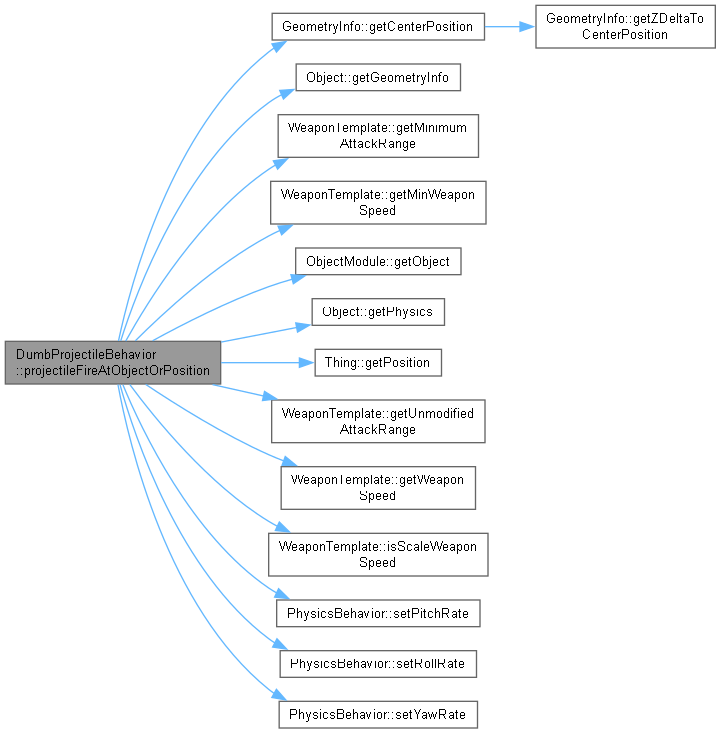 GeometryInfo::getCenterPosition
GeometryInfo::getZDeltaTo
CenterPosition
Object::getGeometryInfo
WeaponTemplate::getMinimum
AttackRange
WeaponTemplate::getMinWeapon
Speed
ObjectModule::getObject
Object::getPhysics
DumbProjectileBehavior
::projectileFireAtObjectOrPosition
Thing::getPosition
WeaponTemplate::getUnmodified
AttackRange
WeaponTemplate::getWeapon
Speed
WeaponTemplate::isScaleWeapon
Speed
PhysicsBehavior::setPitchRate
PhysicsBehavior::setRollRate
PhysicsBehavior::setYawRate